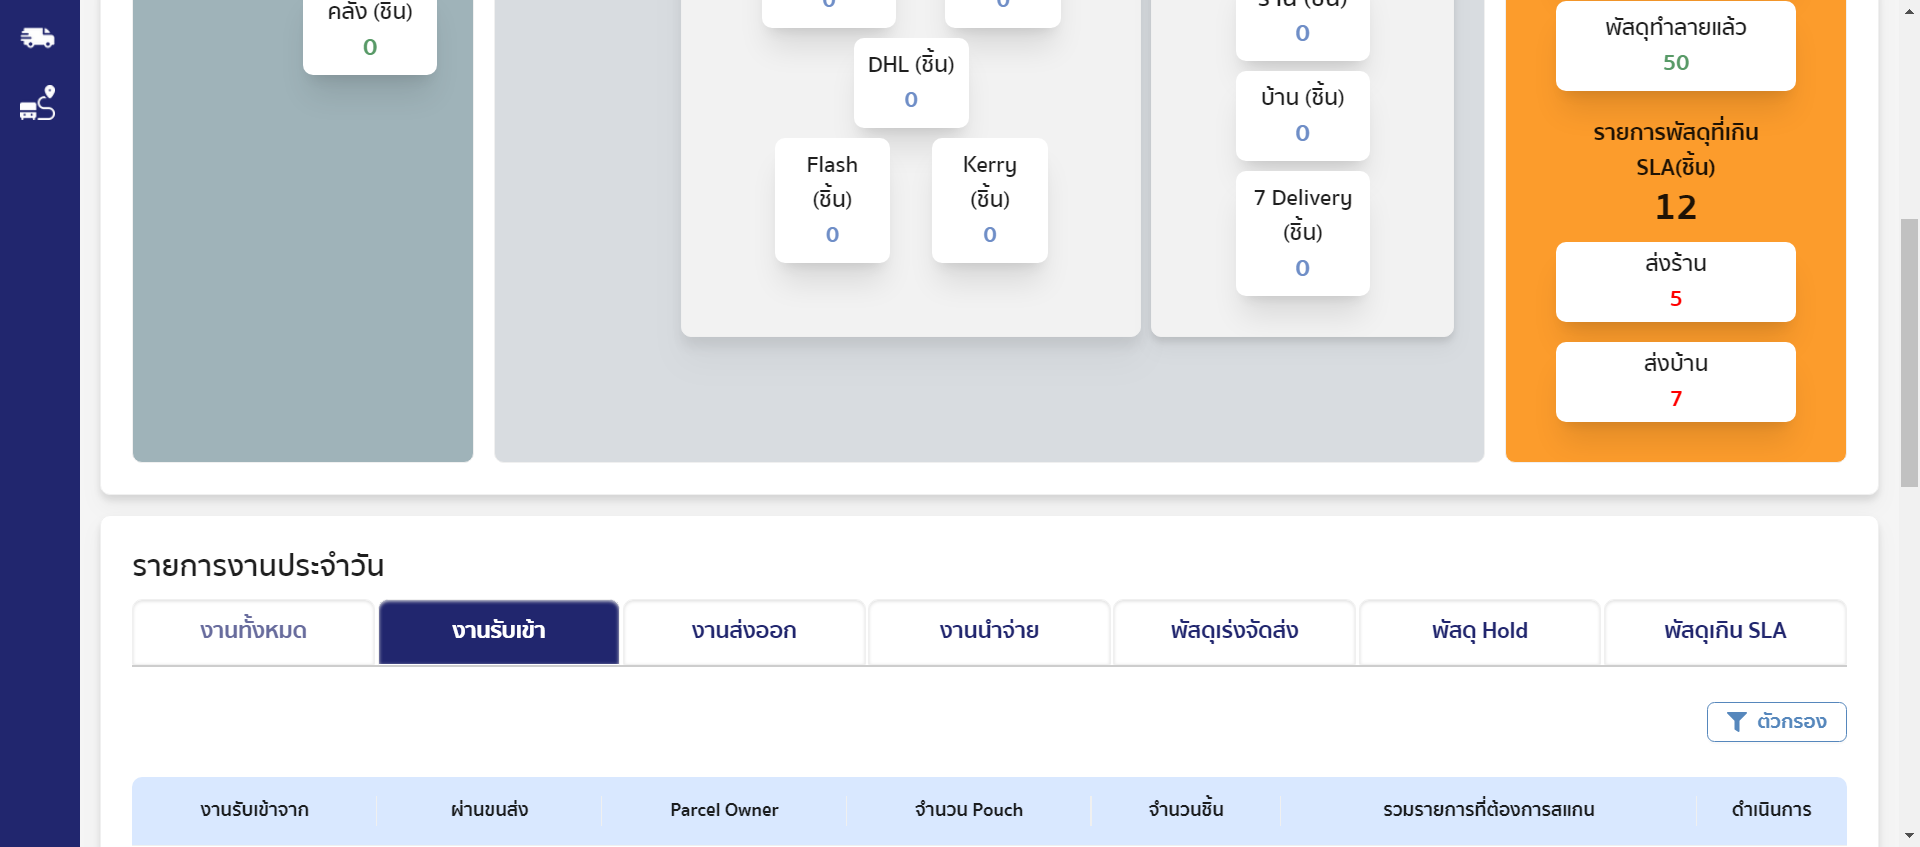 คลัง (ชิ้น)
0
0
0
DHL (ชิ้น)
0
Flash
(ชิ้น)
0
Kerry
(ชิ้น)
0
ร้าน (ชิ้น)
0
บ้าน (ชิ้น)
0
7 Delivery
(ชิ้น)
0
พัสดุทำลายแล้ว
50
รายการพัสดุที่เกิน
SLA(ชิ้น)
12
ส่งร้าน
5
ส่งบ้าน
7
รายการงานประจำวัน
งานทั้งหมด
งานรับเข้า
งานส่งออก
งานนำจ่าย
พัสดุเร่งจัดส่ง
พัสดุ Hold
พัสดุเกิน SLA
ตัวกรอง
งานรับเข้าจาก
ผ่านขนส่ง
Parcel Owner
จำนวน Pouch
จำนวนชิ้น
รวมรายการที่ต้องการสแกน
ดำเนินการ